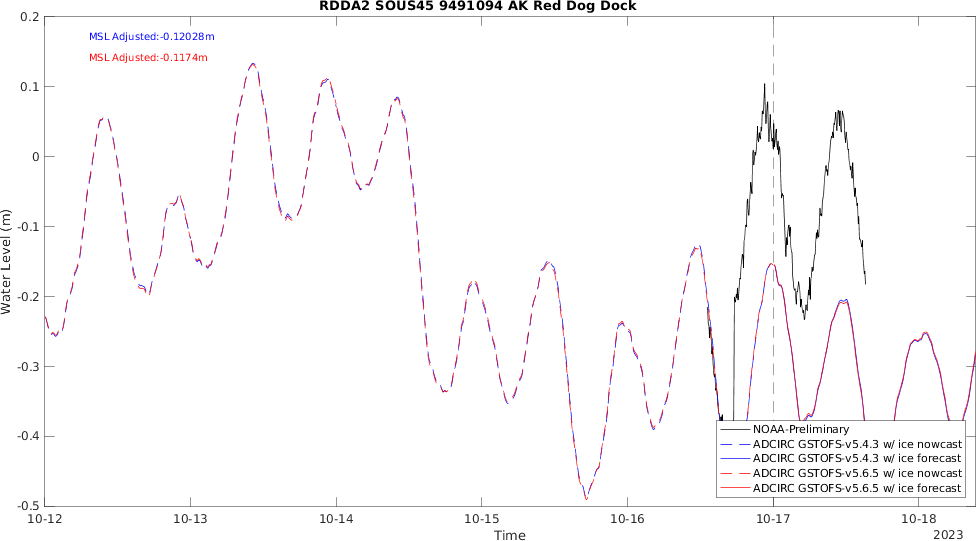 RDDA2 SOUS45 9491094 AK Red Dog Dock
MSL Adjusted:-0.12028m
MSL Adjusted:-0.1174m
Water Level (m)
0.2
0.1
0
-0.1
-0.2
-0.3
-0.4
-0.5
NOAA-Preliminary
ADCIRC GSTOFS-v5.4.3 w/ ice nowcast
ADCIRC GSTOFS-v5.4.3 w/ ice forecast
ADCIRC GSTOFS-v5.6.5 w/ ice nowcast
ADCIRC GSTOFS-v5.6.5 w/ ice forecast
10-12 10-13 10-14 10-15 10-16 10-17 10-18
Time
2023